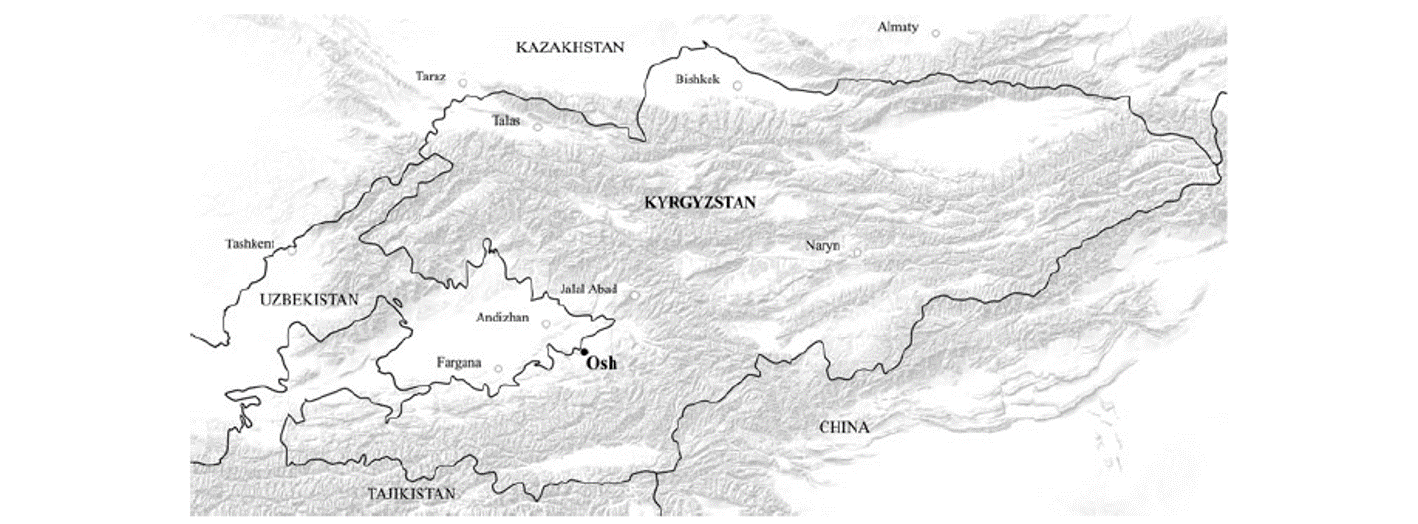 Almaty
KAZAKHSTAN
Taraz
Bishkek
Talas
KYRGYZSTAN
Tashkent
Naryn
UZBEKISTAN
Jalal Abad
Andizhan
Fargana
Osh
CHINA
TAJIKISTAN